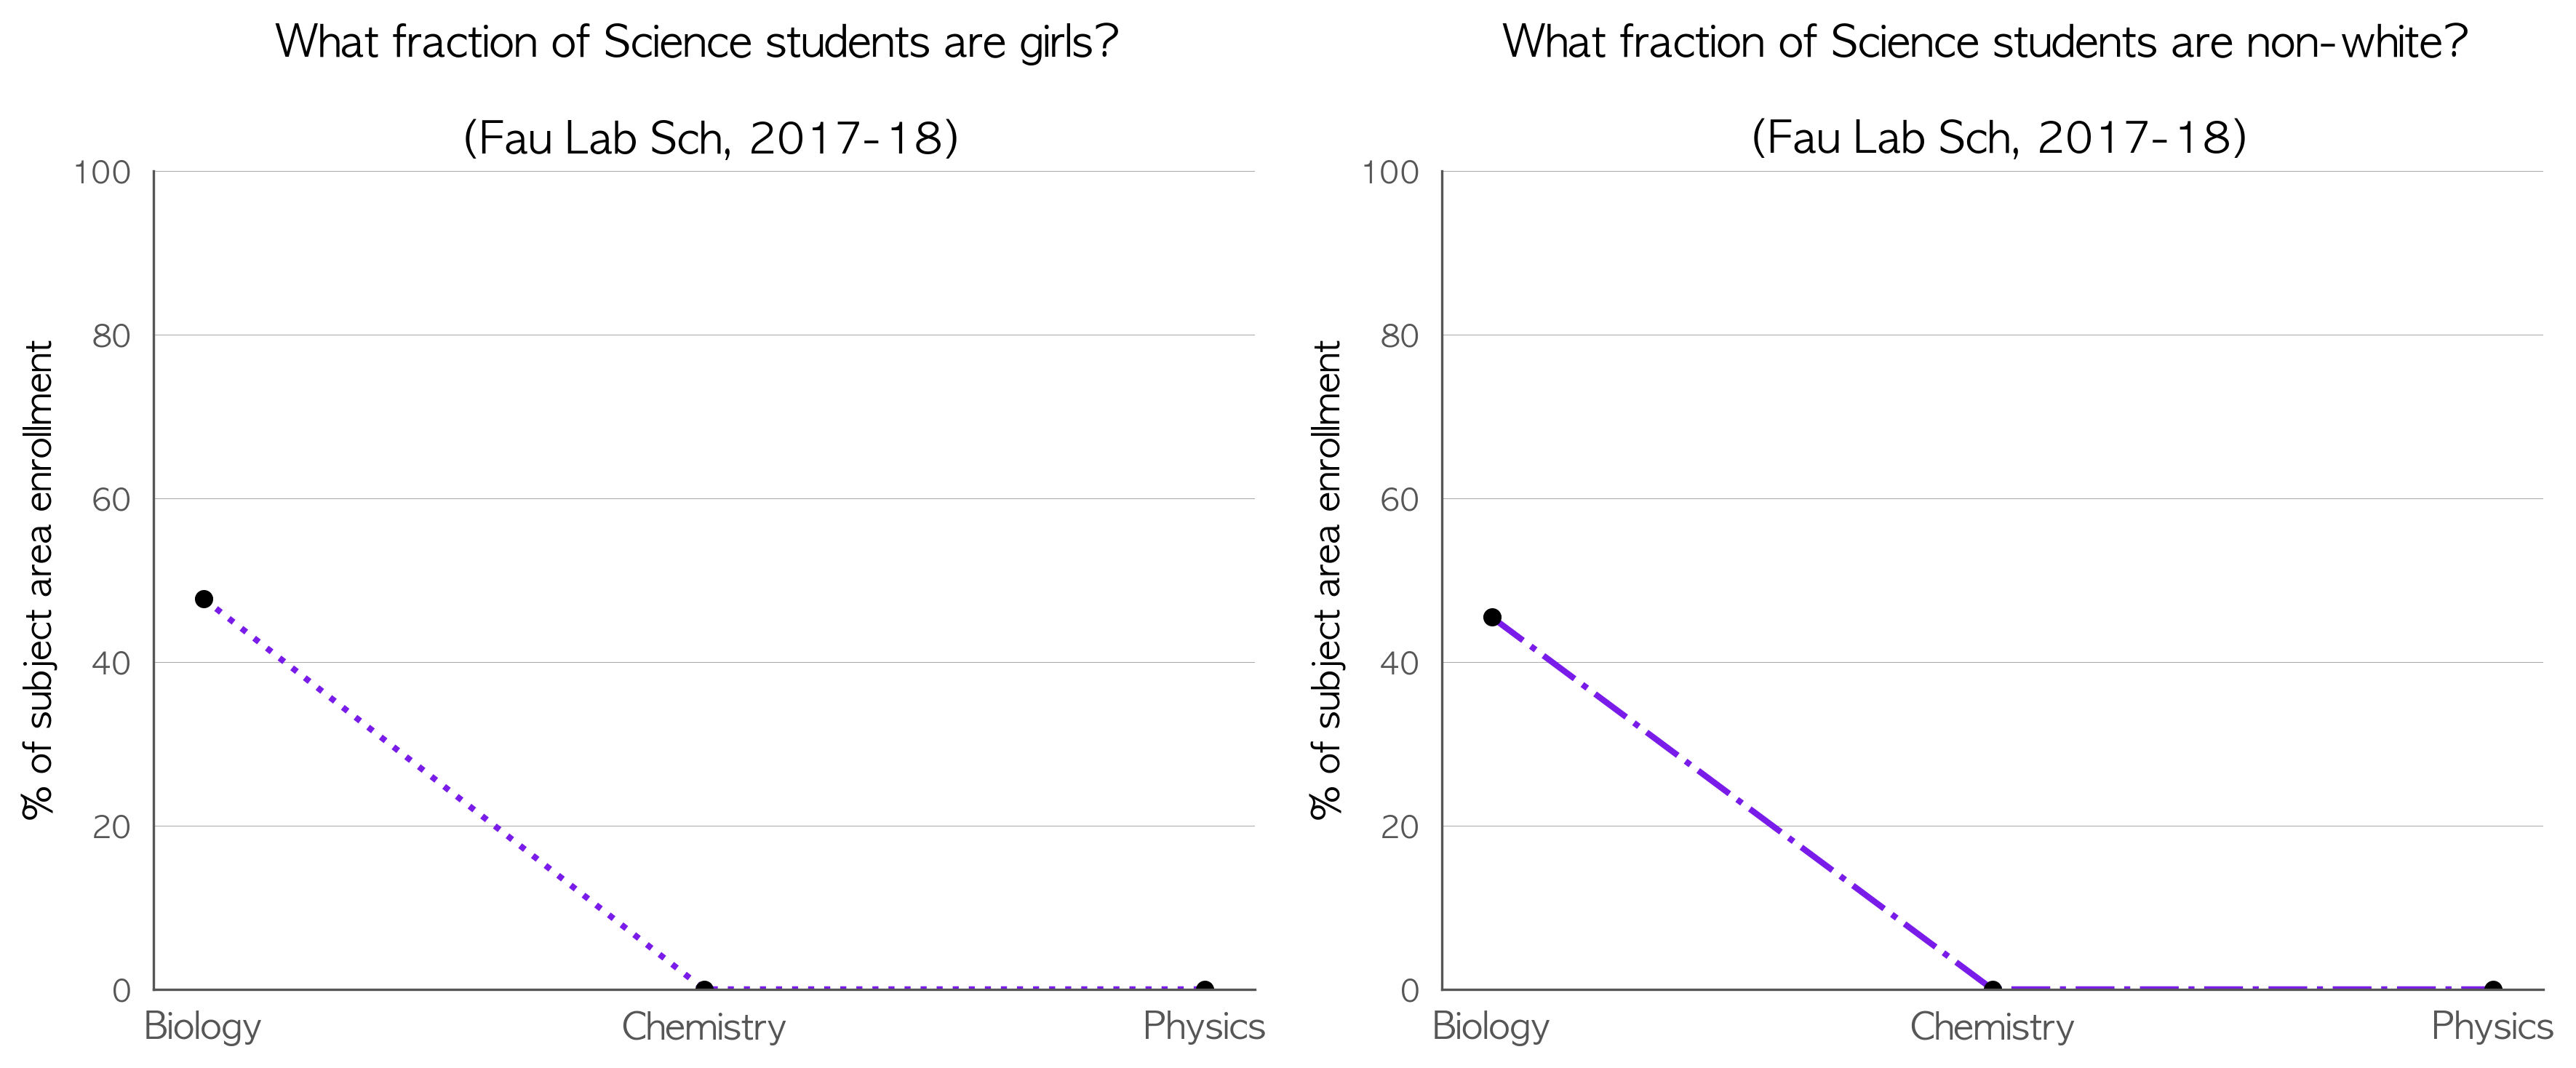 What fraction of Science students are girls?
(Fau Lab Sch, 2017-18)
% of subject area enrollment
100
80
60
40
20
0
Biology Chemistry Physics
What fraction of Science students are non-white?
(Fau Lab Sch, 2017-18)
% of subject area enrollment
100
80
60
40
20
0
Biology Chemistry Physics